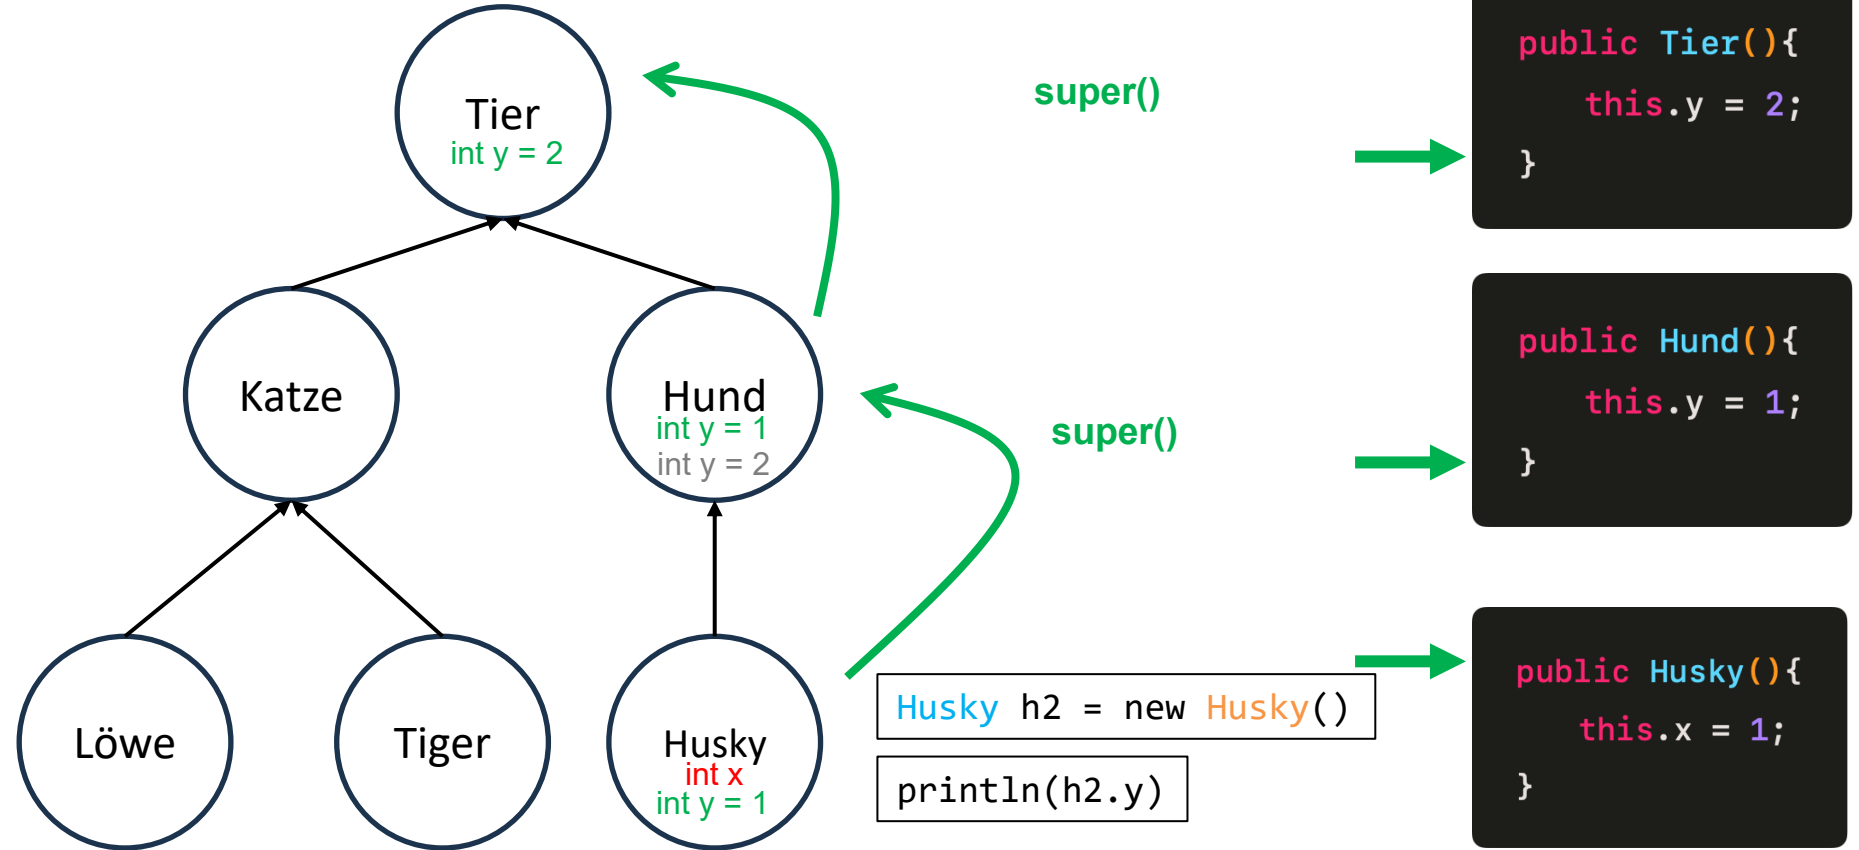 Tier
int y = 2
super()
public Tier(){
this.y = 2;
}
Katze
Hund
int y = 1
int y = 2
super()
public Hund(){
this.y = 1;
}
Löwe
Tiger
Husky
int x
int y = 1
Husky h2 = new Husky()
println(h2.y)
public Husky(){
this.x = 1;
}